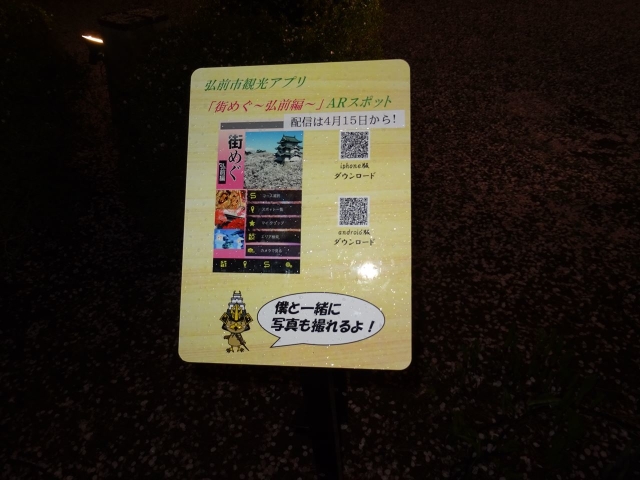 弘前市観光アプリ
「街めぐ~弘前編~」ARスポット
配信は4月15日から!
街めぐ
弘前編
iphone版
ダウンロード
android版
ダウンロード
僕と一緒に
写真も撮れるよ!